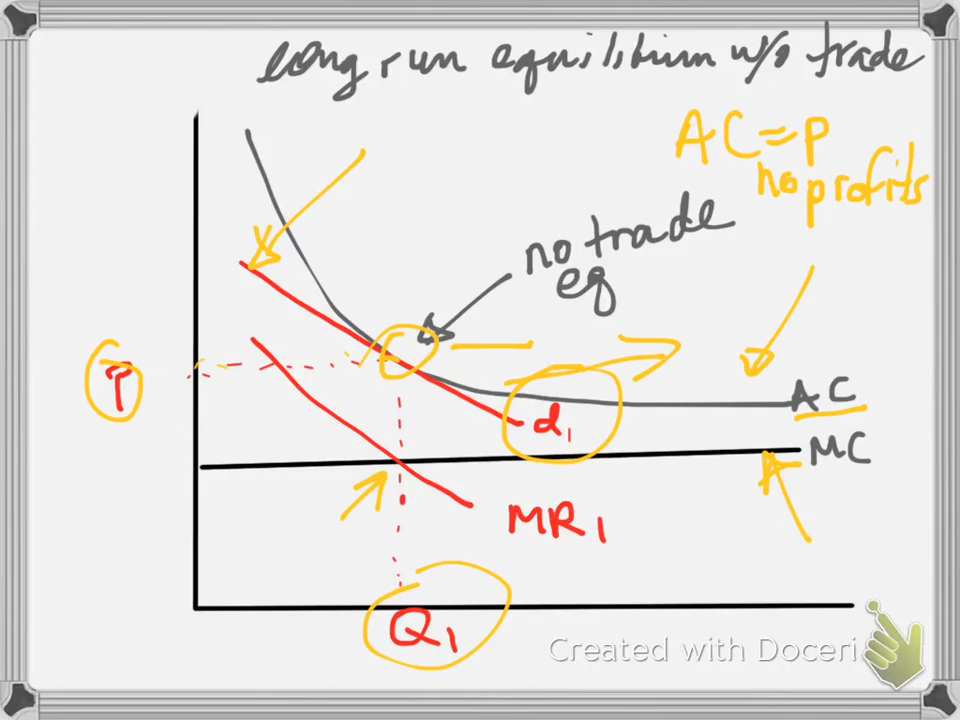 long run equilibrium w/o trade
AC=P
no profits
no trade
eq
P
AC
d1
MC
MR1
Q1
Created with Doceri